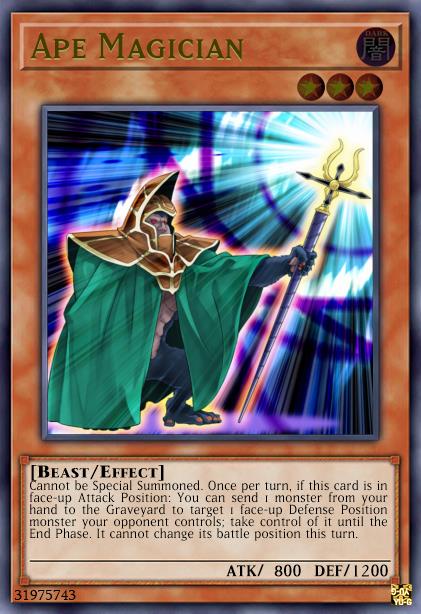 Ape Magician
DARK
闇
[Beast/Effect]
Cannot be Special Summoned. Once per turn, if this card is in
face-up Attack Position: You can send 1 monster from your
hand to the Graveyard to target 1 face-up Defense Position
monster your opponent controls; take control of it until the
End Phase. It cannot change its battle position this turn.
ATK/ 800 DEF/1200
31975743